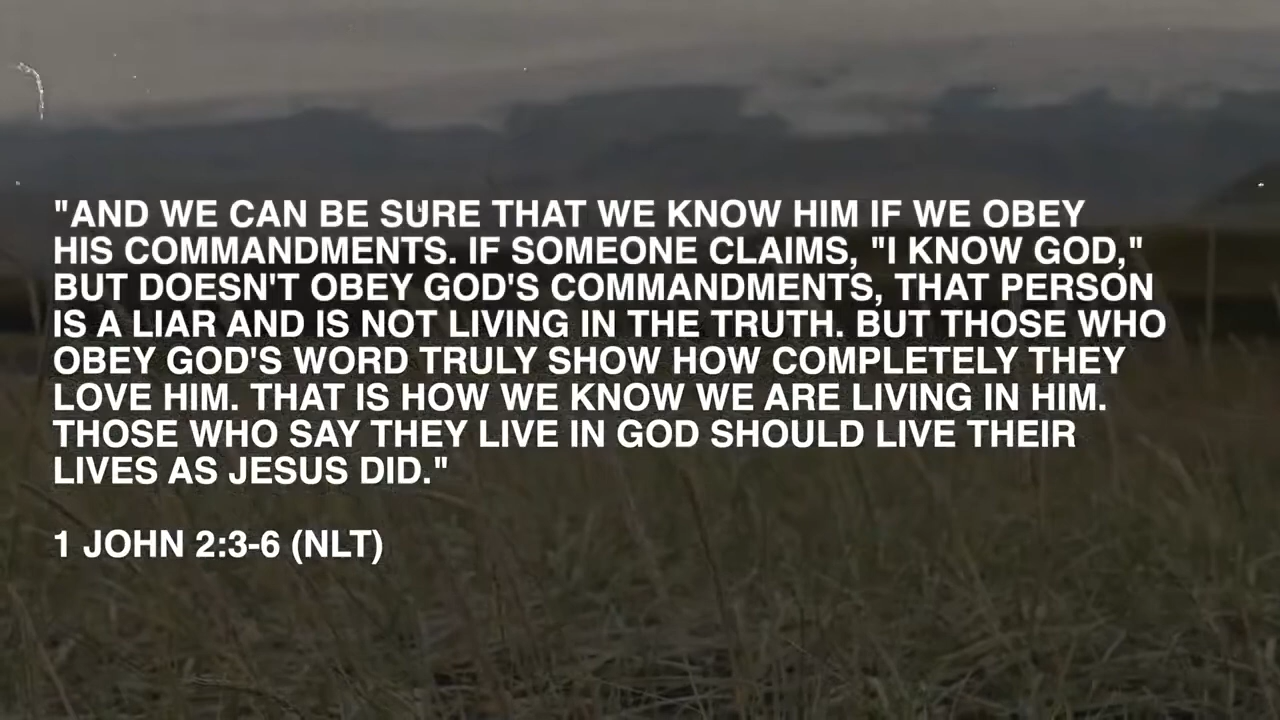 "AND WE CAN BE SURE THAT WE KNOW HIM IF WE OBEY
HIS COMMANDMENTS. IF SOMEONE CLAIMS, "I KNOW GOD,"
BUT DOESN'T OBEY GOD'S COMMANDMENTS, THAT PERSON
IS A LIAR AND IS NOT LIVING IN THE TRUTH. BUT THOSE WHO
OBEY GOD'S WORD TRULY SHOW HOW COMPLETELY THEY
LOVE HIM. THAT IS HOW WE KNOW WE ARE LIVING IN HIM.
THOSE WHO SAY THEY LIVE IN GOD SHOULD LIVE THEIR
LIVES AS JESUS DID."
1 JOHN 2:3-6 (NLT)